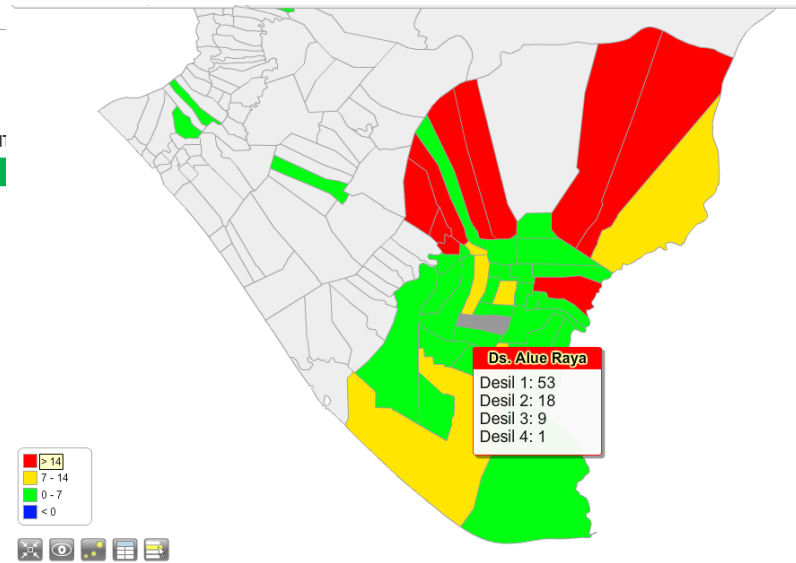 Ds. Alue Raya
Desil 1: 53
Desil 2: 18
Desil 3: 9
Desil 4: 1
> 14
7 - 14
0 - 7
< 0